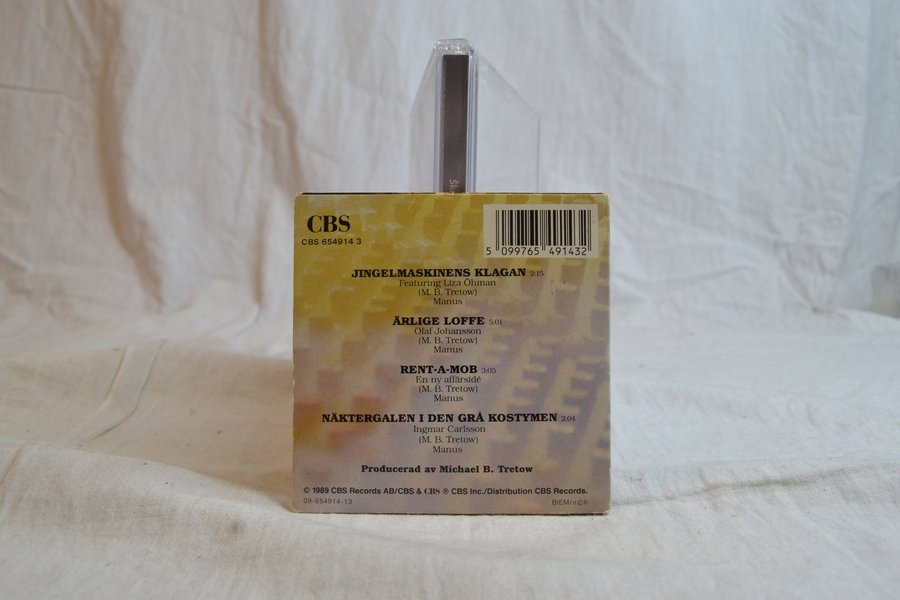 CBS
CBS 654914 3
5 099765 491432
JINGELMASKINENS KLAGAN 2:15
Featuring Liza Öhman
(M. B. Tretow)
Manus
ÄRLIGE LOFFE 5:01
Olaf Johansson
(M. B. Tretow)
Manus
RENT-A-MOB 3:05
En ny affärsidé
(M. B. Tretow)
Manus
NÄKTERGALEN I DEN GRÅ KOSTYMEN 2:04
Ingmar Carlsson
(M. B. Tretow)
Manus
Producerad av Michael B. Tretow
© 1989 CBS Records AB/CBS & CBS ® CBS Inc./Distribution CBS Records.
09-654914-13
BIEM/n©b